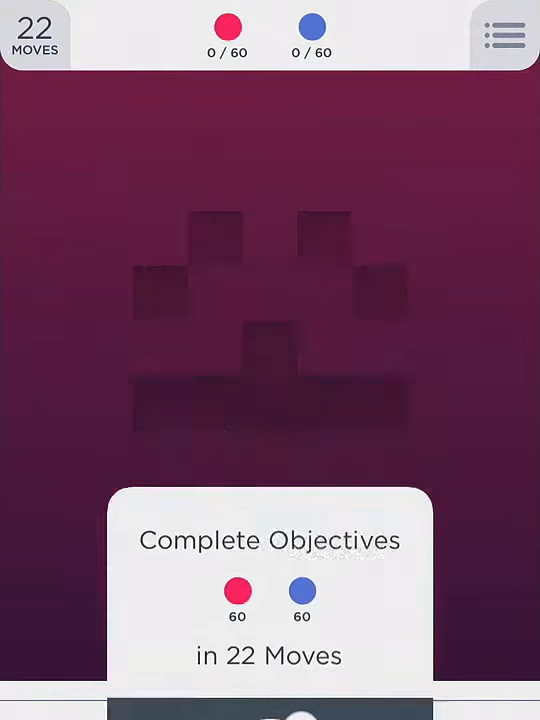 22
MOVES
0 / 60
0 / 60
Complete Objectives
60
60
in 22 Moves